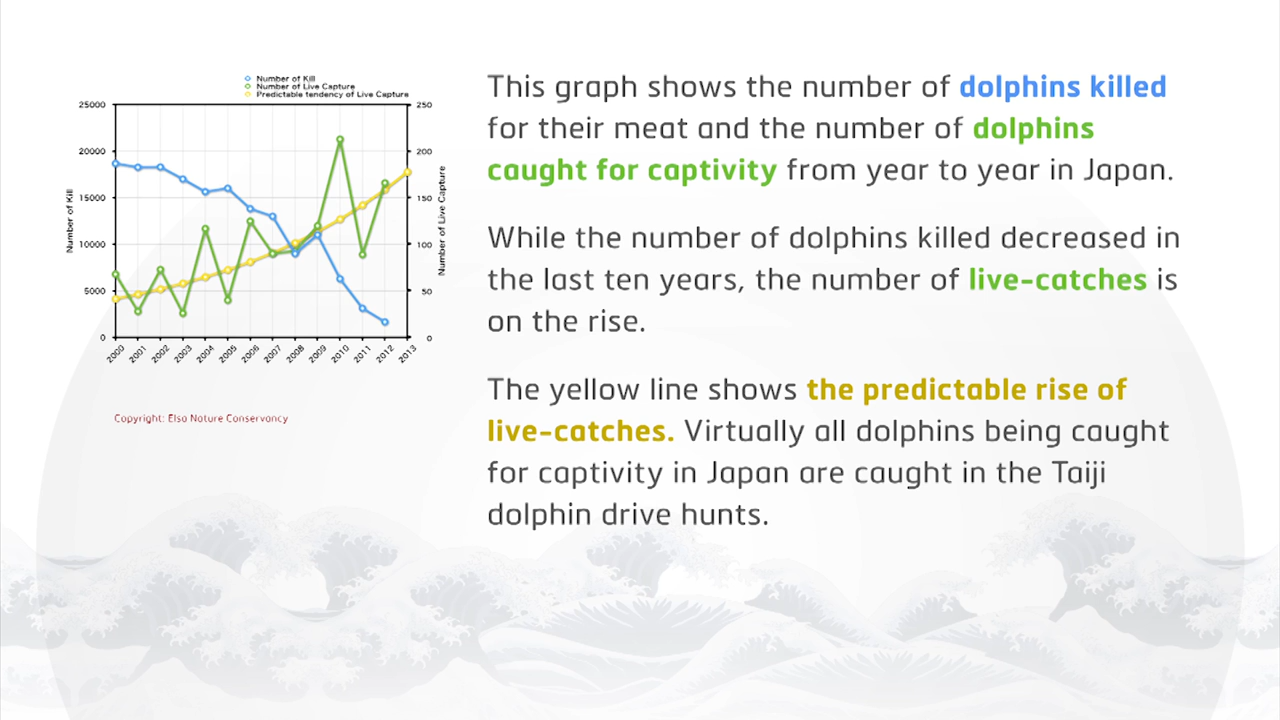 Number of Kill
Number of Live Capture
Predictable tendency of Live Capture
25000
20000
15000
10000
5000
0
250
200
150
100
50
0
Number of Kill
Number of Live Capture
2000 2001 2002 2003 2004 2005 2006 2007 2008 2009 2010 2011 2012 2013
Copyright: Elsa Nature Conservancy
This graph shows the number of dolphins killed
for their meat and the number of dolphins
caught for captivity from year to year in Japan.
While the number of dolphins killed decreased in
the last ten years, the number of live-catches is
on the rise.
The yellow line shows the predictable rise of
live-catches. Virtually all dolphins being caught
for captivity in Japan are caught in the Taiji
dolphin drive hunts.